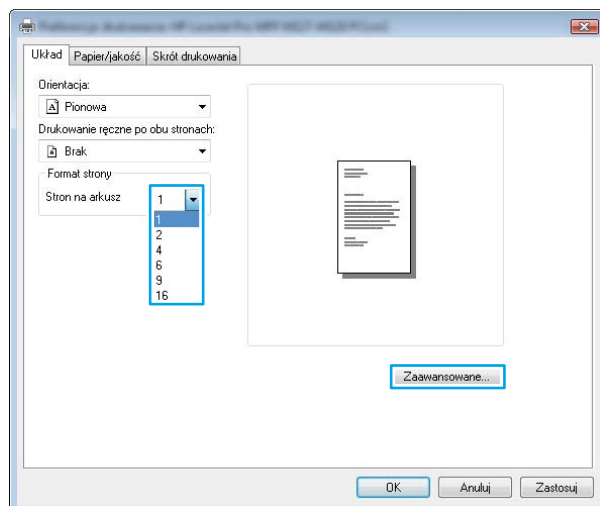 Układ Papier/jakość Skrót drukowania
Orientacja:
Pionowa
Drukowanie ręczne po obu stronach:
Brak
Format strony
Stron na arkusz 1
1
2
4
6
9
16
Zaawansowane...
OK Anuluj Zastosuj